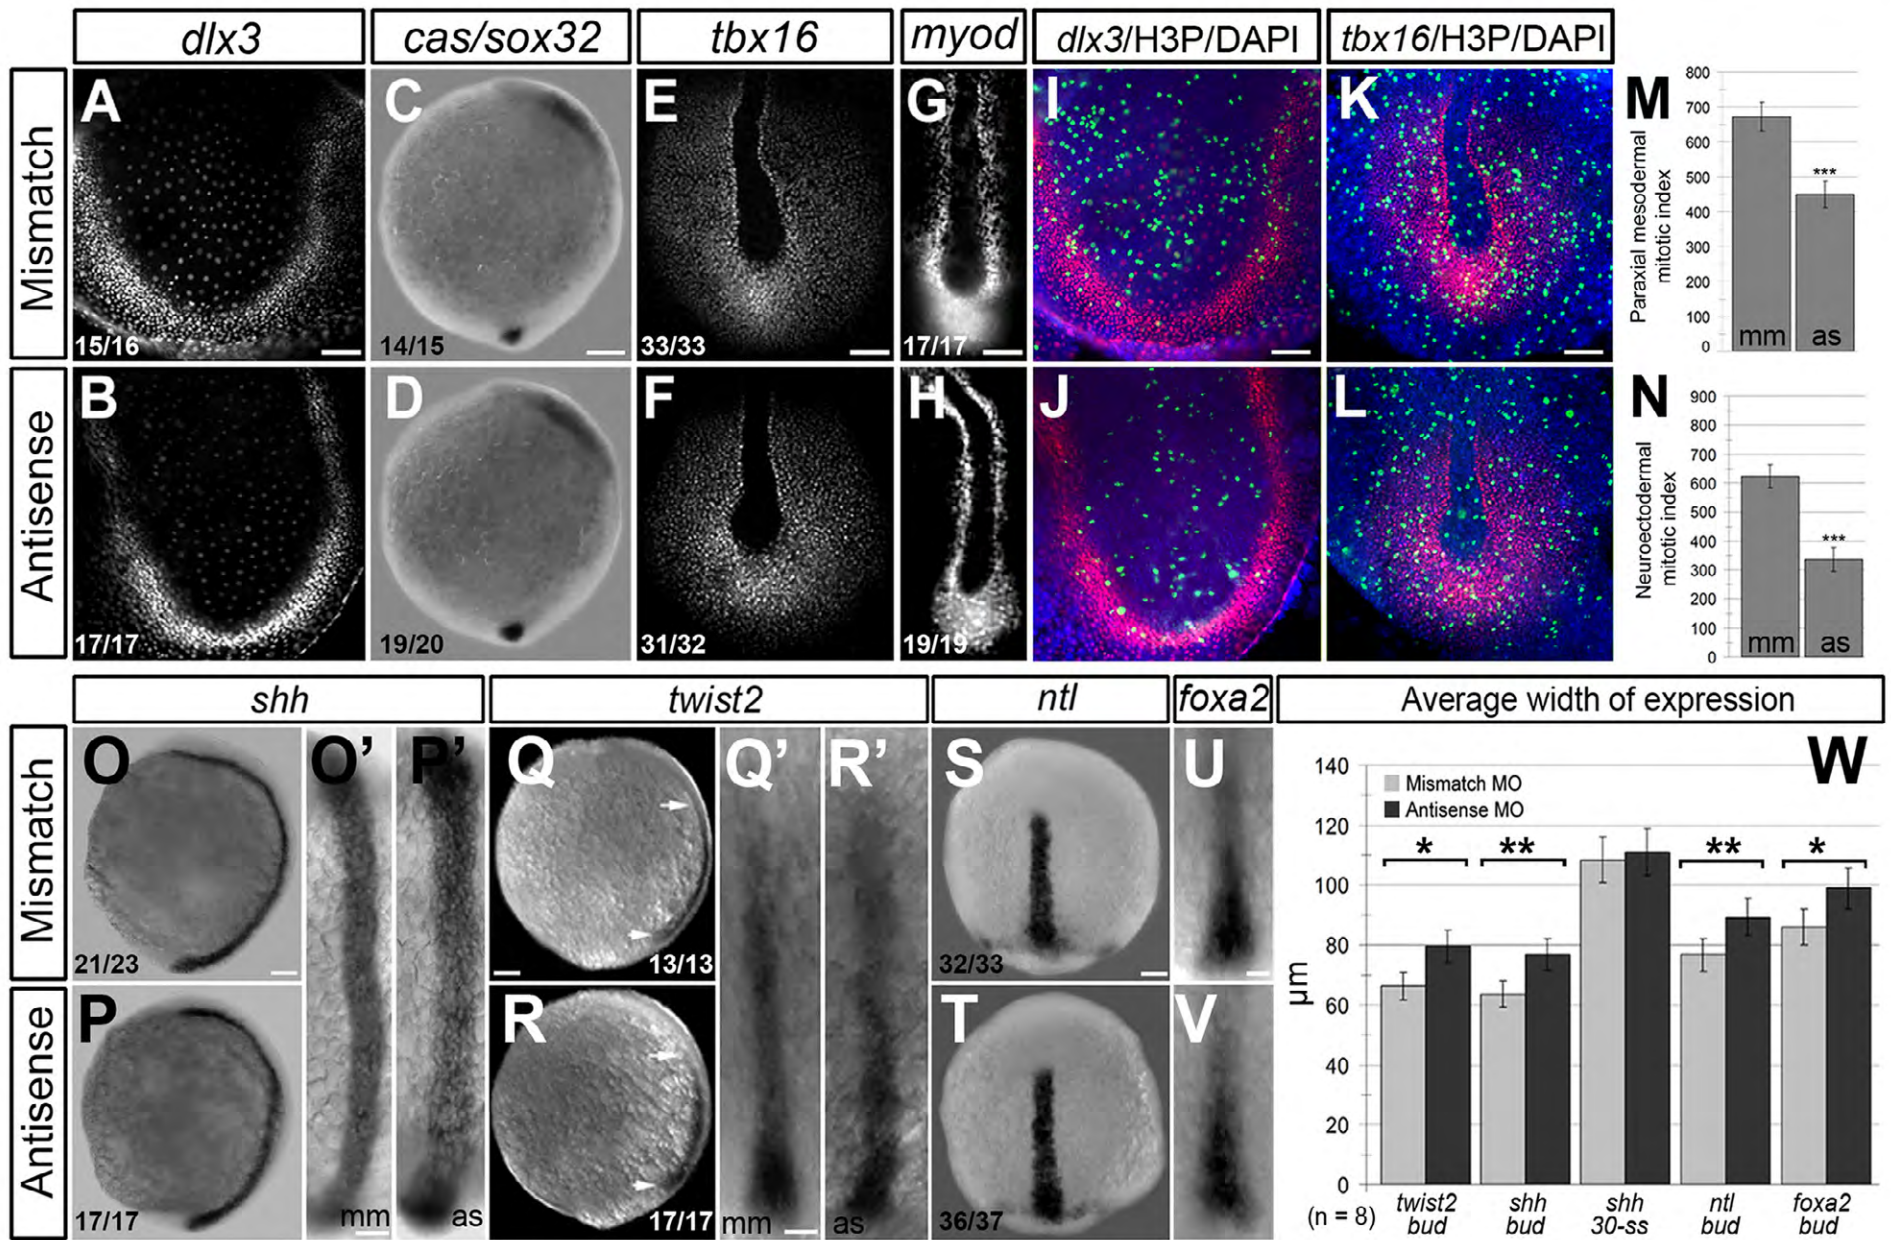 dlx3
cas/sox32
tbx16
myod
dlx3/H3P/DAPI
tbx16/H3P/DAPI
Mismatch
A
15/16
C
14/15
E
33/33
G
17/17
I
K
M
Paraxial mesodermal
mitotic index
800
700
600
500
400
300
200
100
0
***
mm
as
Antisense
B
17/17
D
19/20
F
31/32
H
19/19
J
L
N
Neuroectodermal
mitotic index
900
800
700
600
500
400
300
200
100
0
***
mm
as
shh
twist2
ntl
foxa2
Average width of expression
Mismatch
O
21/23
O’
mm
P’
as
Q
13/13
Q’
mm
R’
as
S
32/33
U
Antisense
P
17/17
R
17/17
T
36/37
V
W
Mismatch MO
Antisense MO
µm
140
120
100
80
60
40
20
0
*
**
**
*
(n = 8)
twist2
bud
shh
bud
shh
30-ss
ntl
bud
foxa2
bud